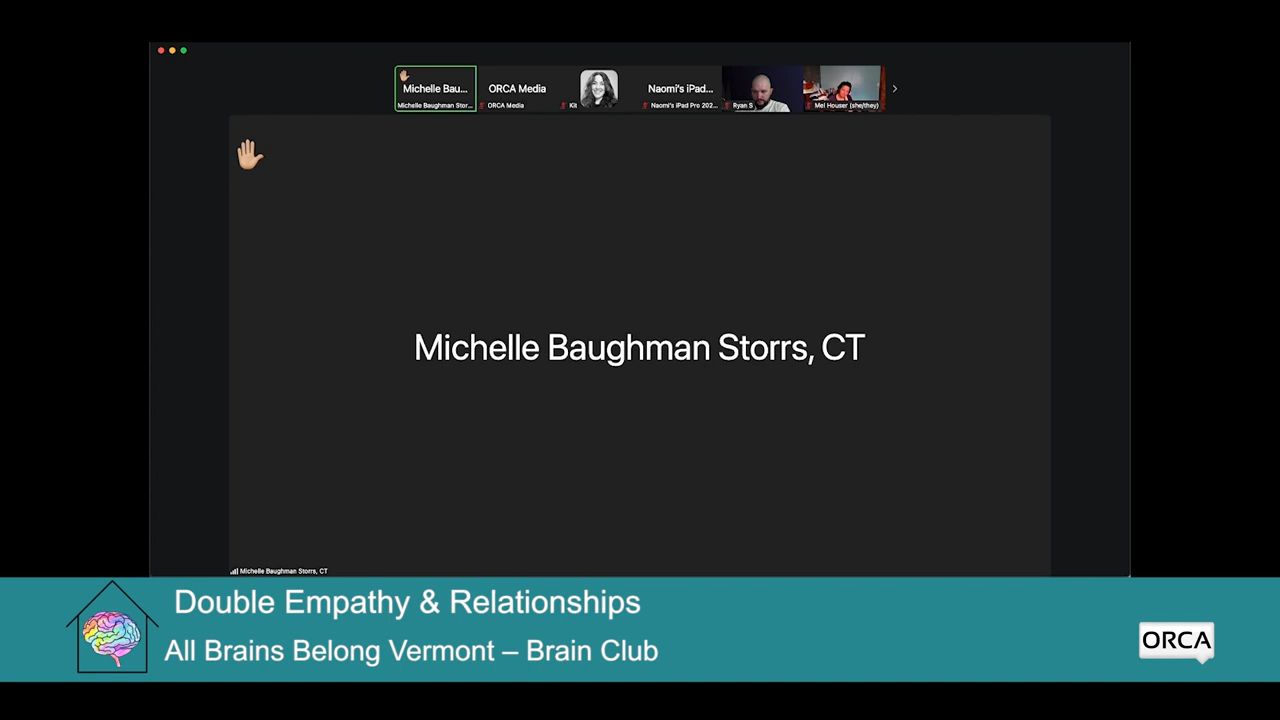 Michelle Bau...
Michelle Baughman Stor...
ORCA Media
ORCA Media
Kit
Naomi's iPad...
Naomi's iPad Pro 202...
Ryan S
Mel Houser (she/they)
Michelle Baughman Storrs, CT
Michelle Baughman Storrs, CT
Double Empathy & Relationships
All Brains Belong Vermont – Brain Club
ORCA